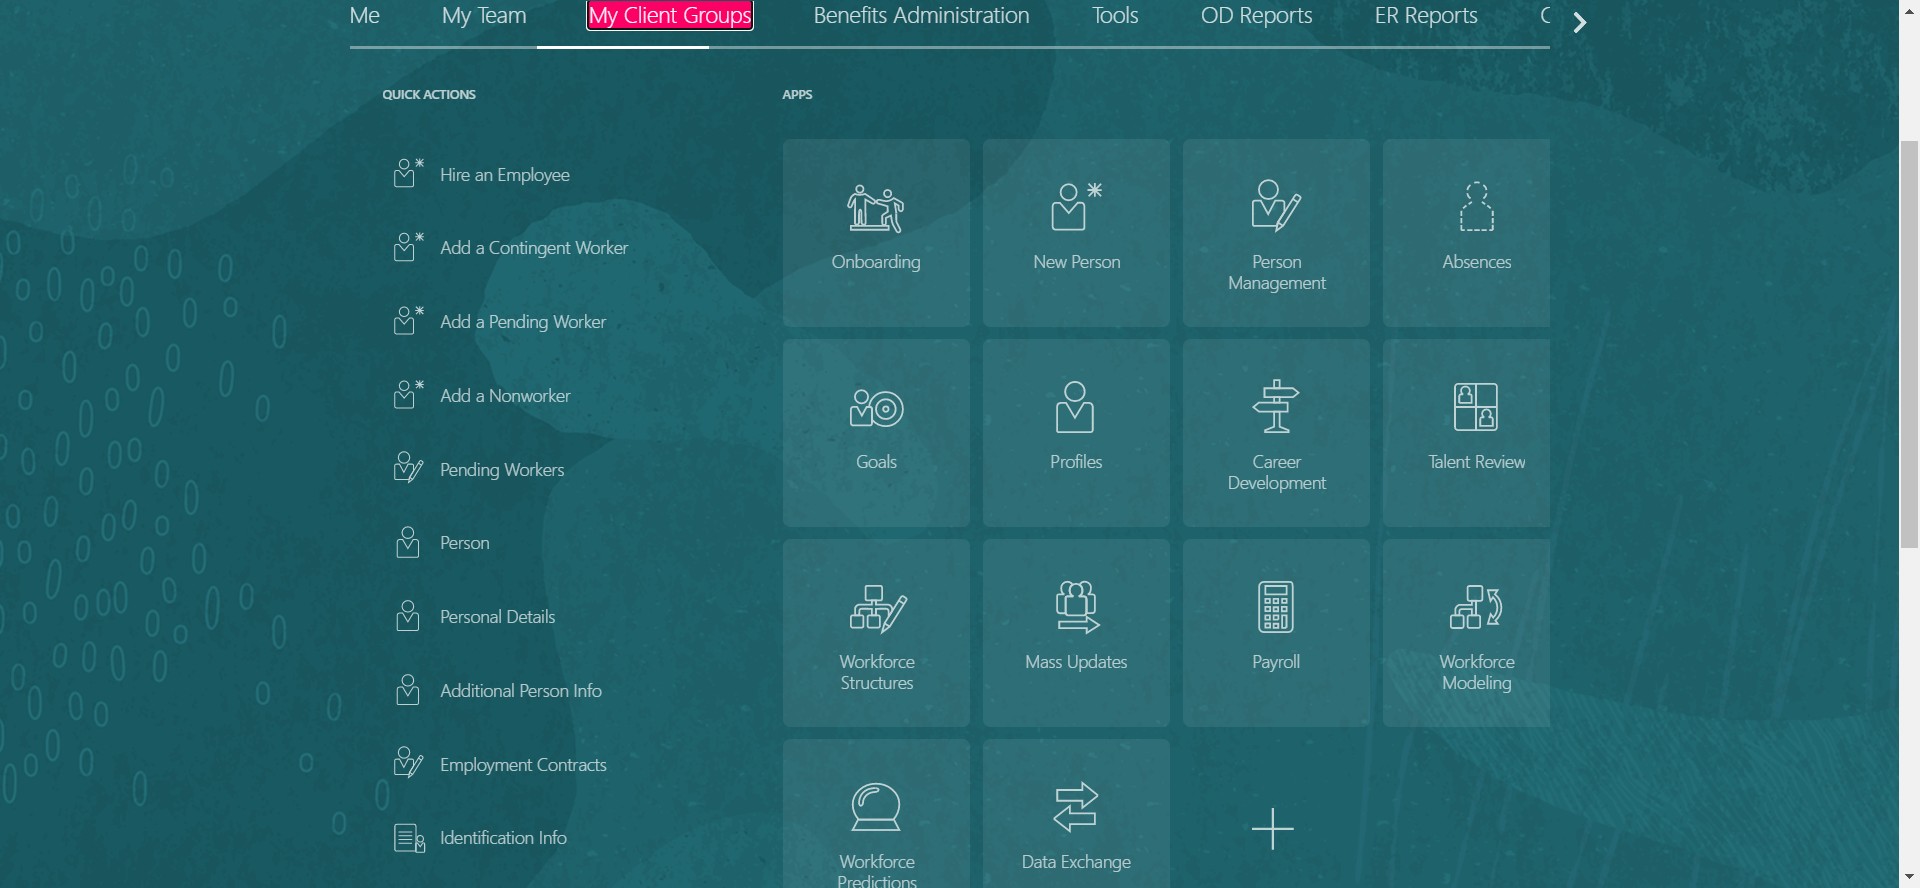 Me My Team My Client Groups Benefits Administration Tools OD Reports ER Reports
QUICK ACTIONS
Hire an Employee
Add a Contingent Worker
Add a Pending Worker
Add a Nonworker
Pending Workers
Person
Personal Details
Additional Person Info
Employment Contracts
Identification Info
APPS
Onboarding
New Person
Person
Management
Absences
Goals
Profiles
Career
Development
Talent Review
Workforce
Structures
Mass Updates
Payroll
Workforce
Modeling
Workforce
Predictions
Data Exchange